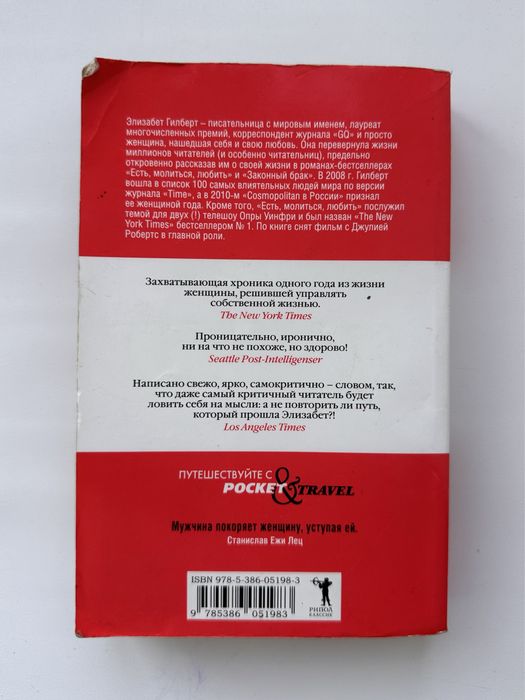 Элизабет Гилберт – писательница с мировым именем, лауреат
многочисленных премий, корреспондент журнала «GQ» и просто
женщина, нашедшая себя и свою любовь. Она перевернула жизни
миллионов читателей (и особенно читательниц), предельно
откровенно рассказав им о своей жизни в романах-бестселлерах
«Есть, молиться, любить» и «Законный брак». В 2008 г. Гилберт
вошла в список 100 самых влиятельных людей мира по версии
журнала «Time», а в 2010-м «Cosmopolitan в России» признал
ее женщиной года. Кроме того, «Есть, молиться, любить» послужил
темой для двух (!) телешоу Опры Уинфри и был назван «The New
York Times» бестселлером № 1. По книге снят фильм с Джулией
Робертс в главной роли.
Захватывающая хроника одного года из жизни
женщины, решившей управлять
собственной жизнью.
The New York Times
Проницательно, иронично,
ни на что не похоже, но здорово!
Seattle Post-Intelligenser
Написано свежо, ярко, самокритично – словом, так,
что даже самый критичный читатель будет
ловить себя на мысли: а не повторить ли путь,
который прошла Элизабет?!
Los Angeles Times
ПУТЕШЕСТВУЙТЕ С
POCKET&TRAVEL
Мужчина покоряет женщину, уступая ей.
Станислав Ежи Лец
ISBN 978-5-386-05198-3
9 785386 051983
РИПОЛ
КЛАССИК